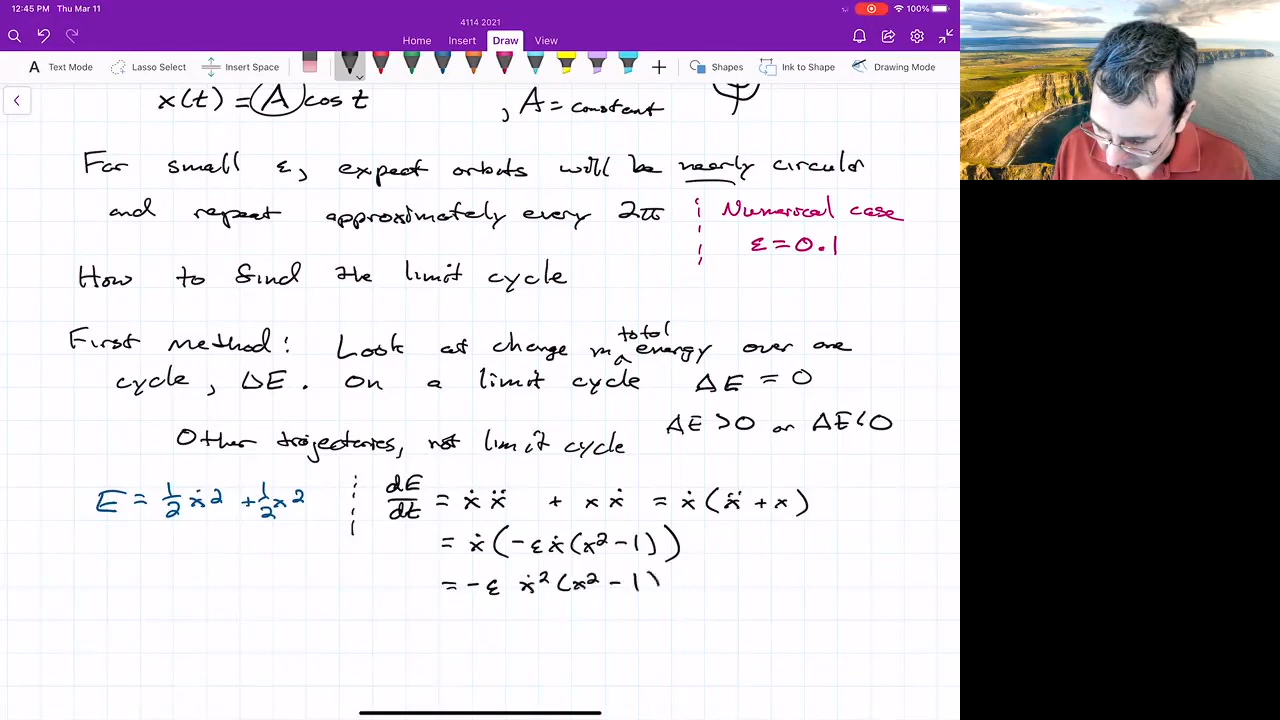 12:45 PM Thu Mar 11
100%
4114 2021
Home Insert Draw View
Text Mode Lasso Select Insert Space Shapes Ink to Shape Drawing Mode
x(t) = (A) cos t , A = constant
For small ε, expect orbits will be nearly circular
and repeat approximately every 2π
Numerical case
ε = 0.1
How to find the limit cycle
First method: Look at change in total energy over one
cycle, ΔE. On a limit cycle ΔE = 0
Other trajectories, not limit cycle ΔE > 0 or ΔE < 0
E = 1/2 ẋ² + 1/2 x²
dE/dt = ẋ ẍ + x ẋ = ẋ (ẍ + x)
= ẋ (-εẋ(x² - 1))
= -ε ẋ² (x² - 1)